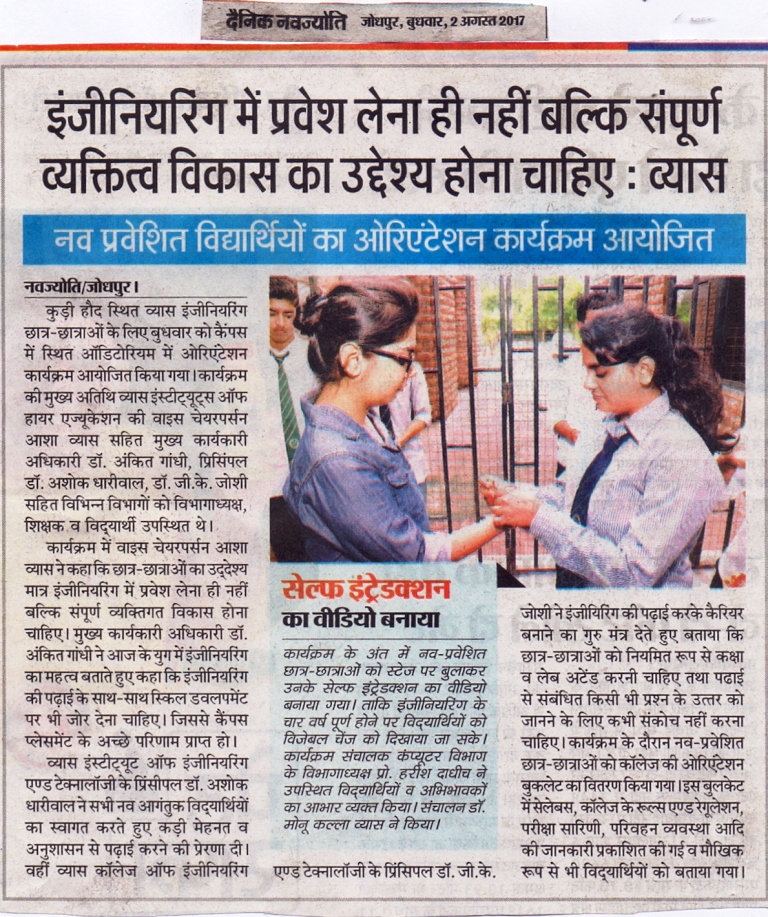 दैनिक नवज्योति जोधपुर, बुधवार, 2 अगस्त 2017
इंजीनियरिंग में प्रवेश लेना ही नहीं बल्कि संपूर्ण
व्यक्तित्व विकास का उद्देश्य होना चाहिए : व्यास
नव प्रवेशित विद्यार्थियों का ओरिएंटेशन कार्यक्रम आयोजित
नवज्योति/जोधपुर।
कुड़ी हौद स्थित व्यास इंजीनियरिंग
छात्र-छात्राओं के लिए बुधवार को कैंपस
में स्थित ऑडिटोरियम में ओरिएंटेशन
कार्यक्रम आयोजित किया गया। कार्यक्रम
की मुख्य अतिथि व्यास इंस्टीट्यूट्स ऑफ
हायर एज्यूकेशन की वाइस चेयरपर्सन
आशा व्यास सहित मुख्य कार्यकारी
अधिकारी डॉ. अंकित गांधी, प्रिसिंपल
डॉ. अशोक धारीवाल, डॉ. जी.के. जोशी
सहित विभिन्न विभागों को विभागाध्यक्ष,
शिक्षक व विद्यार्थी उपस्थित थे।
कार्यक्रम में वाइस चेयरपर्सन आशा
व्यास ने कहा कि छात्र-छात्राओं का उद्देश्य
मात्र इंजीनियरिंग में प्रवेश लेना ही नहीं
बल्कि संपूर्ण व्यक्तिगत विकास होना
चाहिए। मुख्य कार्यकारी अधिकारी डॉ.
अंकित गांधी ने आज के युग में इंजीनियरिंग
का महत्व बताते हुए कहा कि इंजीनियरिंग
की पढ़ाई के साथ-साथ स्किल डवलपमेंट
पर भी जोर देना चाहिए। जिससे कैंपस
प्लेसमेंट के अच्छे परिणाम प्राप्त हो।
व्यास इंस्टीट्यूट ऑफ इंजीनियरिंग
एण्ड टेक्नालॉजी के प्रिंसीपल डॉ. अशोक
धारीवाल ने सभी नव आगंतुक विद्यार्थियों
का स्वागत करते हुए कड़ी मेहनत व
अनुशासन से पढ़ाई करने की प्रेरणा दी।
वहीं व्यास कॉलेज ऑफ इंजीनियरिंग
एण्ड टेक्नालॉजी के प्रिंसिपल डॉ. जी.के.
जोशी ने इंजीयिरिंग की पढ़ाई करके कैरियर
बनाने का गुरु मंत्र देते हुए बताया कि
छात्र-छात्राओं को नियमित रूप से कक्षा
व लेब अटेंड करनी चाहिए तथा पढाई
से संबंधित किसी भी प्रश्न के उत्तर को
जानने के लिए कभी संकोच नहीं करना
चाहिए। कार्यक्रम के दौरान नव-प्रवेशित
छात्र-छात्राओं को कॉलेज की ओरिएंटेशन
बुकलेट का वितरण किया गया। इस बुलकेट
में सेलेबस, कॉलेज के रूल्स एण्ड रेगूलेशन,
परीक्षा सारिणी, परिवहन व्यवस्था आदि
की जानकारी प्रकाशित की गई व मौखिक
रूप से भी विद्यार्थियों को बताया गया।
सेल्फ इंट्रेडक्शन
का वीडियो बनाया
कार्यक्रम के अंत में नव-प्रवेशित
छात्र-छात्राओं को स्टेज पर बुलाकर
उनके सेल्फ इंट्रेडक्शन का वीडियो
बनाया गया। ताकि इंजीनियरिंग के
चार वर्ष पूर्ण होने पर विद्यार्थियों को
विजेबल चेंज को दिखाया जा सके।
कार्यक्रम संचालक कंप्यूटर विभाग
के विभागाध्यक्ष प्रो. हरीश दाधीच ने
उपस्थित विद्यार्थियों व अभिभावकों
का आभार व्यक्त किया। संचालन डॉ.
मोनू कल्ला व्यास ने किया।